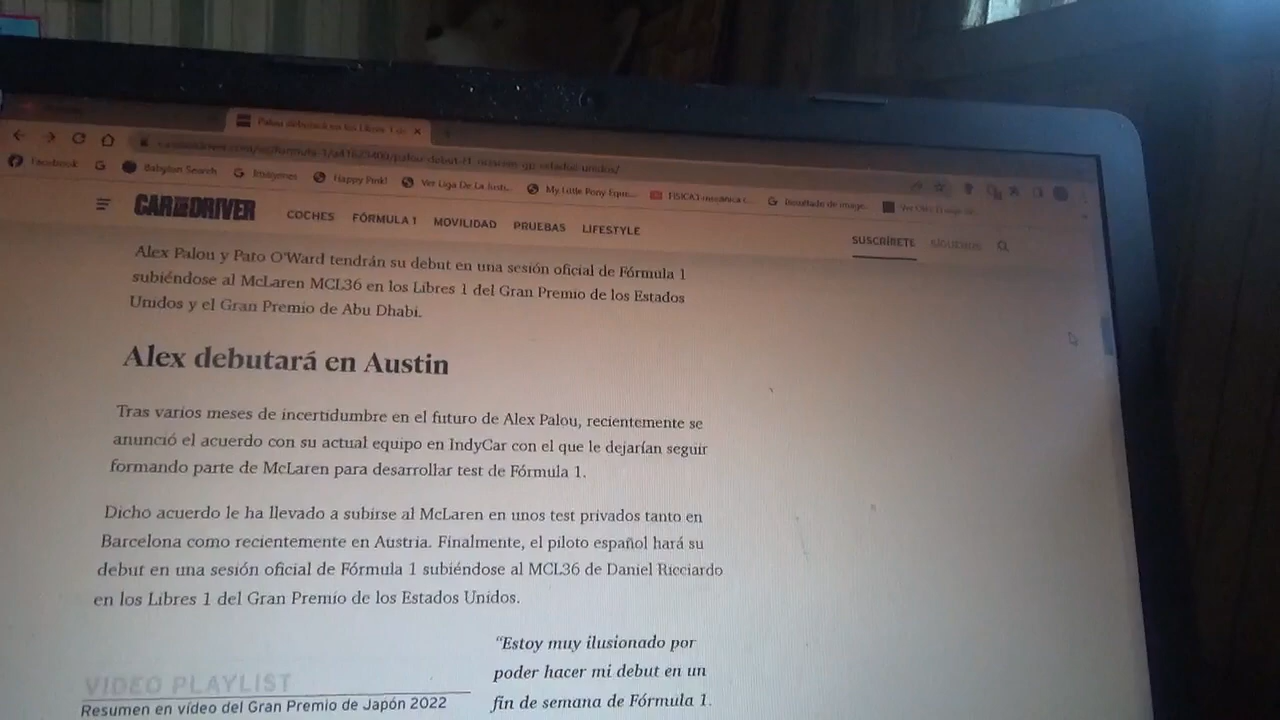 Palou debutará en los Libres 1 de
Facebook
Babylon Search
Imágenes
Happy Pink!
Ver Liga De La Justi...
My Little Pony Eque...
CAR AND DRIVER
COCHES
FÓRMULA 1
MOVILIDAD
PRUEBAS
LIFESTYLE
SUSCRÍBETE
SÍGUENOS
Alex Palou y Pato O'Ward tendrán su debut en una sesión oficial de Fórmula 1
subiéndose al McLaren MCL36 en los Libres 1 del Gran Premio de los Estados
Unidos y el Gran Premio de Abu Dhabi.
Alex debutará en Austin
Tras varios meses de incertidumbre en el futuro de Alex Palou, recientemente se
anunció el acuerdo con su actual equipo en IndyCar con el que le dejarían seguir
formando parte de McLaren para desarrollar test de Fórmula 1.
Dicho acuerdo le ha llevado a subirse al McLaren en unos test privados tanto en
Barcelona como recientemente en Austria. Finalmente, el piloto español hará su
debut en una sesión oficial de Fórmula 1 subiéndose al MCL36 de Daniel Ricciardo
en los Libres 1 del Gran Premio de los Estados Unidos.
"Estoy muy ilusionado por
poder hacer mi debut en un
fin de semana de Fórmula 1.
VIDEO PLAYLIST
Resumen en vídeo del Gran Premio de Japón 2022